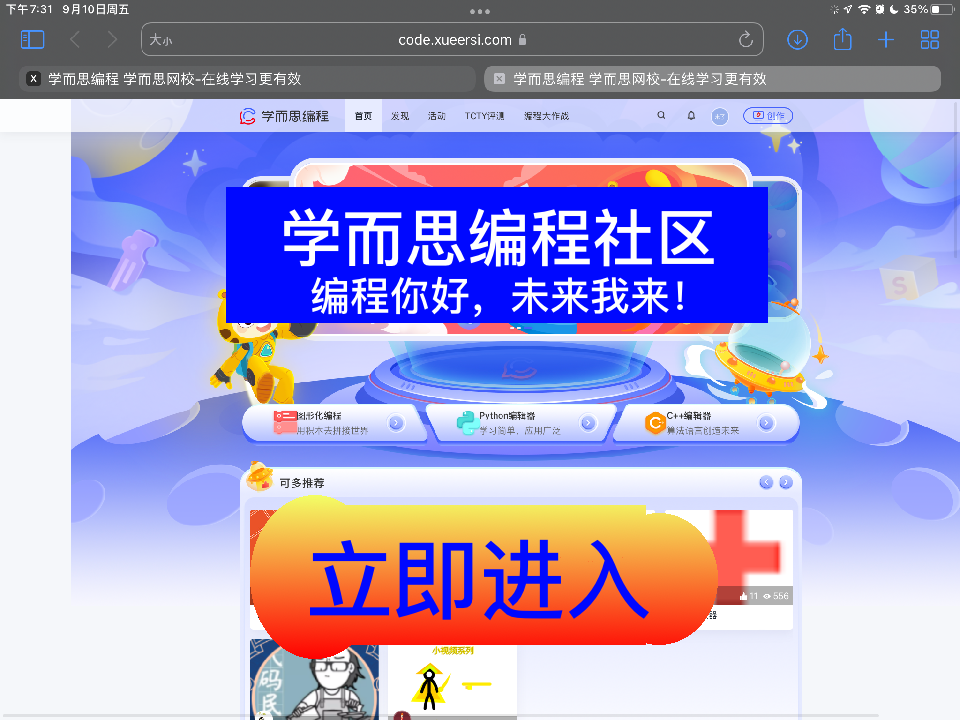 下午7:31 9月10日周五
35%
大小
code.xueersi.com
学而思编程 学而思网校-在线学习更有效
学而思编程 学而思网校-在线学习更有效
学而思编程 首页 发现 活动 TCTY评测 编程大作战 创作
学而思编程社区
编程你好，未来我来！
图形化编程
用积木去拼接世界
Python编辑器
学习简单，应用广泛
C++编辑器
算法语言创造未来
可多推荐
立即进入
11 556
器
小视频系列
代码民
S